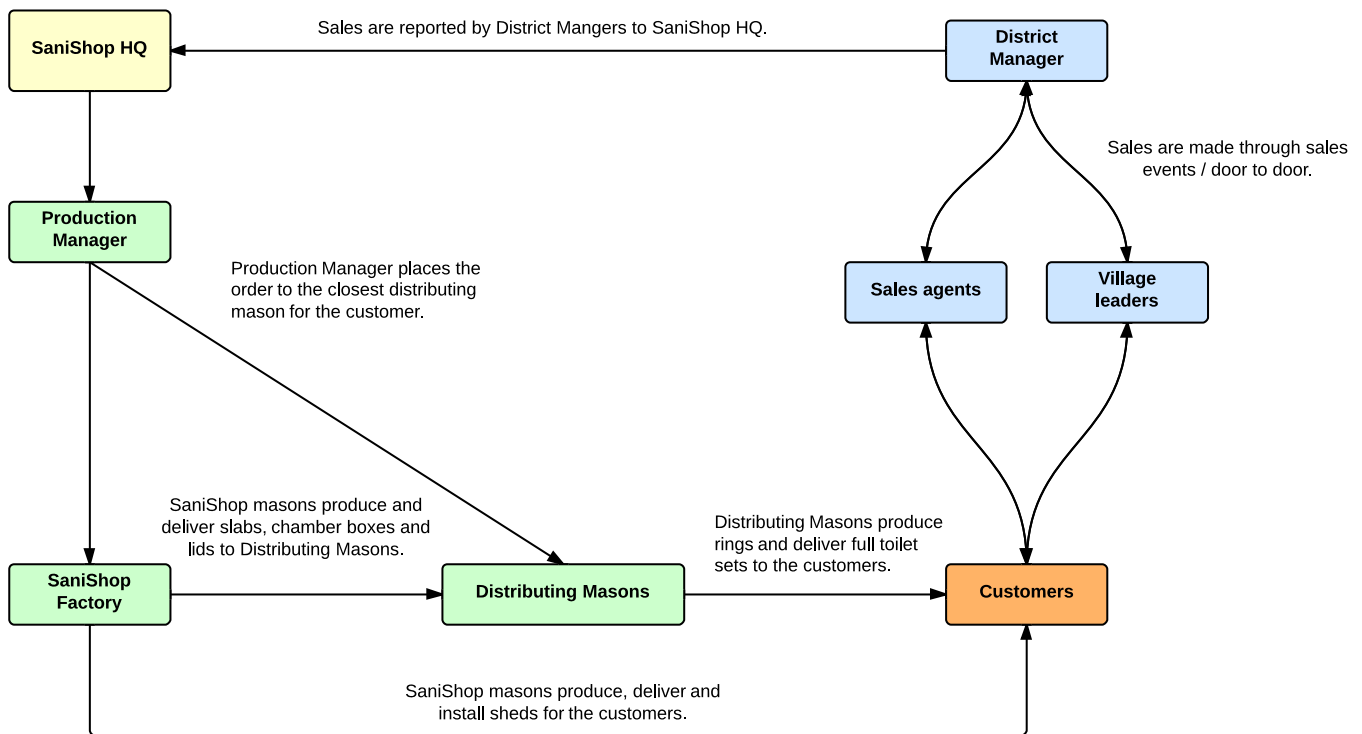 Sales are reported by District Mangers to SaniShop HQ.
SaniShop HQ
District
Manager
Sales are made through sales
events / door to door.
Production
Manager
Production Manager places the
order to the closest distributing
mason for the customer.
Sales agents
Village
leaders
SaniShop masons produce and
deliver slabs, chamber boxes and
lids to Distributing Masons.
Distributing Masons produce
rings and deliver full toilet
sets to the customers.
SaniShop
Factory
Distributing Masons
Customers
SaniShop masons produce, deliver and
install sheds for the customers.